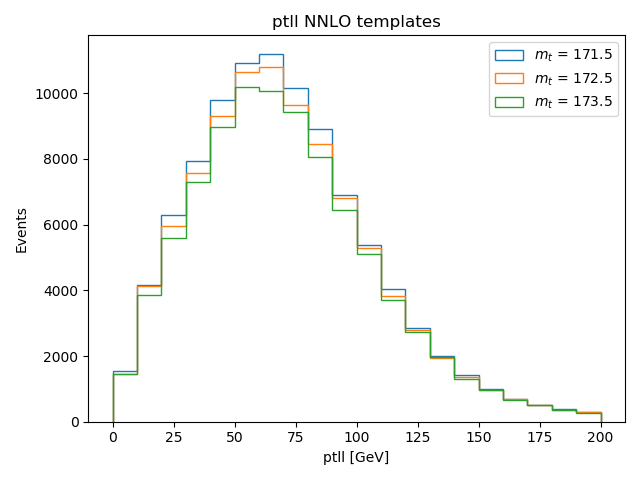 ptll NNLO templates
m_t = 171.5
m_t = 172.5
m_t = 173.5
Events
10000
8000
6000
4000
2000
0
0 25 50 75 100 125 150 175 200
ptll [GeV]